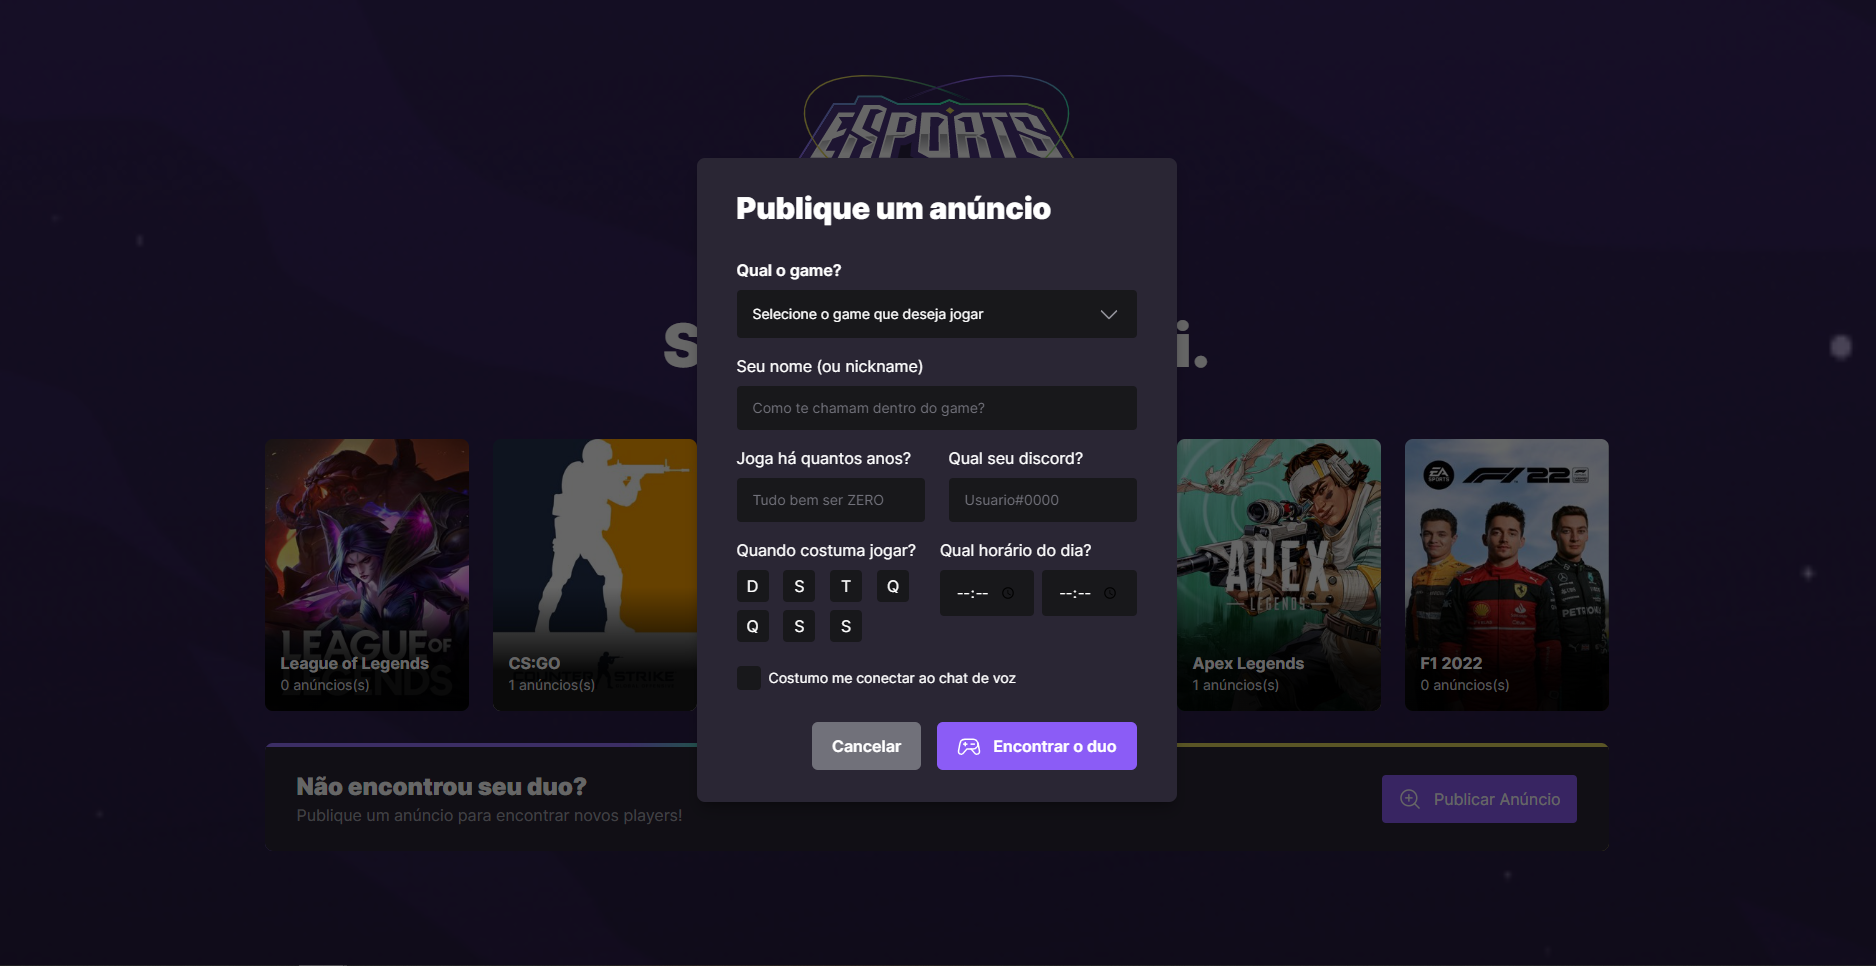 ESPORTS
Publique um anúncio
Qual o game?
Selecione o game que deseja jogar
S
i.
Seu nome (ou nickname)
Como te chamam dentro do game?
Joga há quantos anos? Qual seu discord?
Tudo bem ser ZERO Usuario#0000
Quando costuma jogar? Qual horário do dia?
D S T Q --:-- --:--
Q S S
Costumo me conectar ao chat de voz
Cancelar Encontrar o duo
LEAGUE OF
LEGENDS
League of Legends
0 anúncios(s)
COUNTER STRIKE
CS:GO
1 anúncios(s)
APEX
LEGENDS
Apex Legends
1 anúncios(s)
EA
SPORTS
F1 22
PETRONAS
F1 2022
0 anúncios(s)
Não encontrou seu duo?
Publique um anúncio para encontrar novos players!
Publicar Anúncio